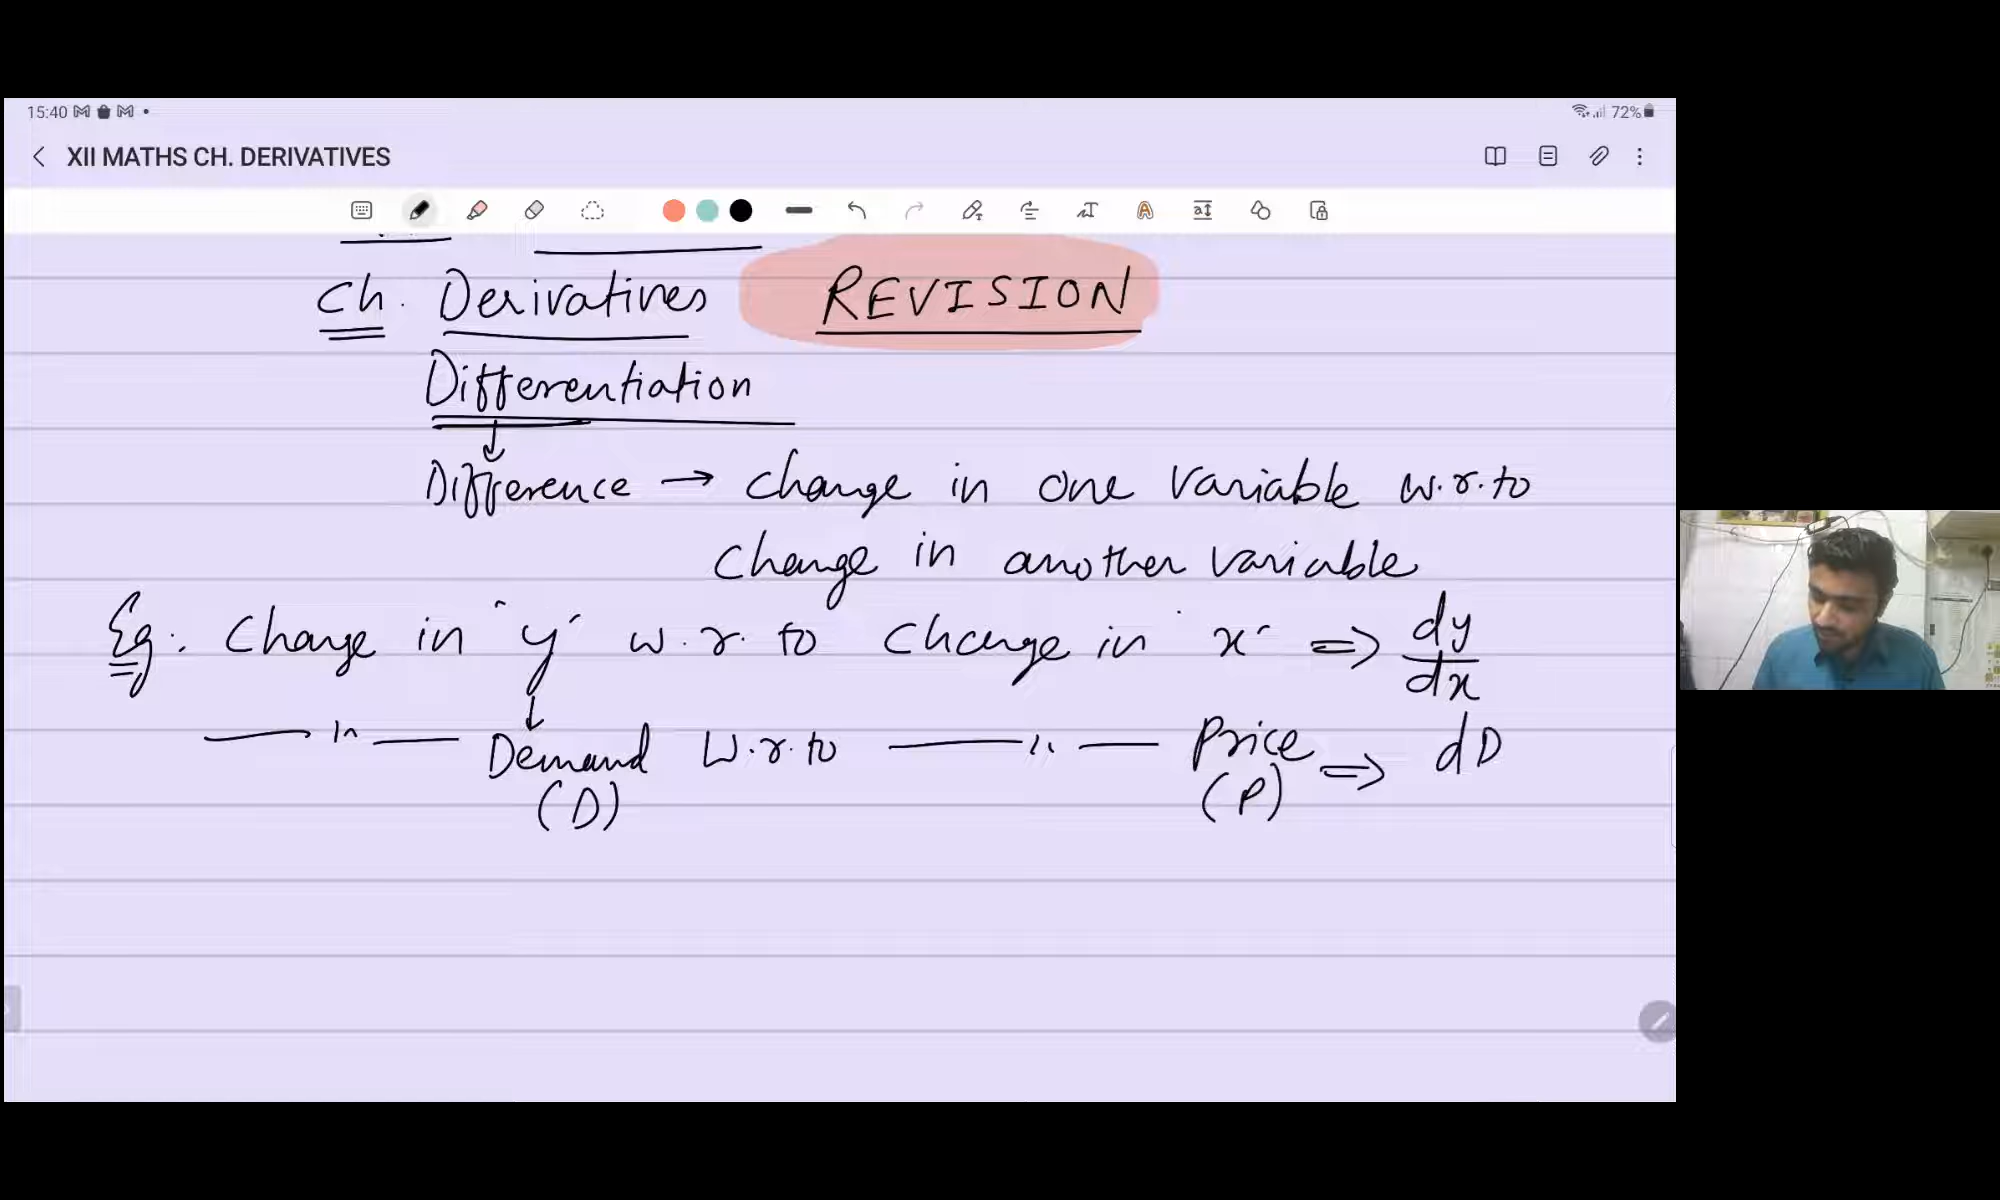 15:40 72%
XII MATHS CH. DERIVATIVES
Ch. Derivatives REVISION
Differentiation
Difference → change in one variable w.r.to
change in another variable
Eg: Change in "y" w.r. to change in "x" ⇒ dy/dx
—— 〃 —— Demand W.r.to —— 〃 —— Price ⇒ dD
(D) (P)